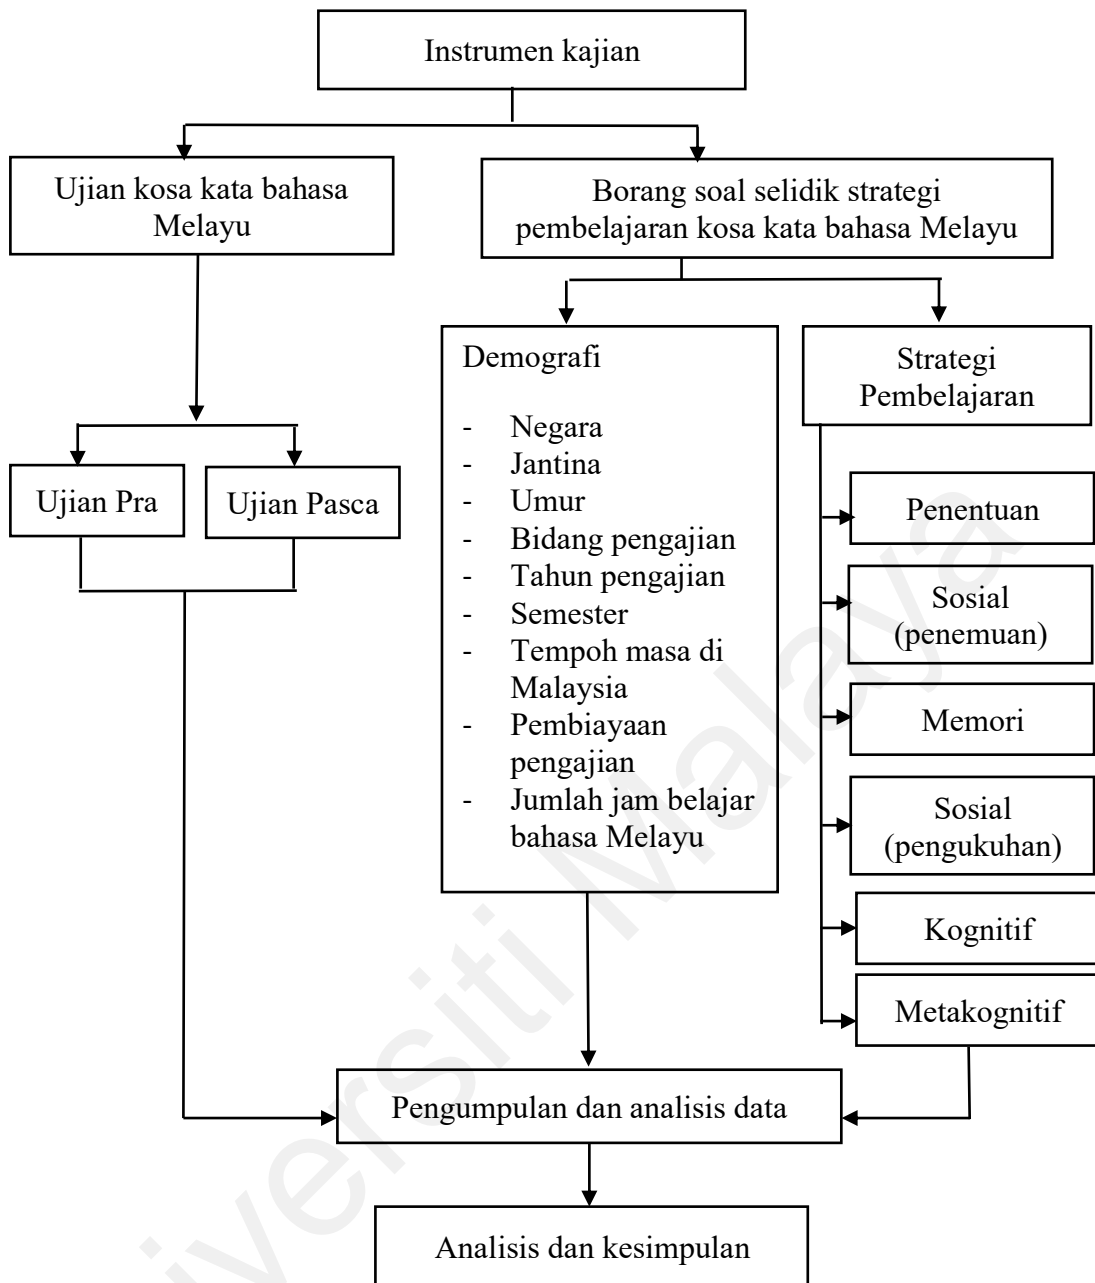 Instrumen kajian
Ujian kosa kata bahasa
Melayu
Borang soal selidik strategi
pembelajaran kosa kata bahasa Melayu
Ujian Pra
Ujian Pasca
Demografi
- Negara
- Jantina
- Umur
- Bidang pengajian
- Tahun pengajian
- Semester
- Tempoh masa di
Malaysia
- Pembiayaan
pengajian
- Jumlah jam belajar
bahasa Melayu
Strategi
Pembelajaran
Penentuan
Sosial
(penemuan)
Memori
Sosial
(pengukuhan)
Kognitif
Metakognitif
Pengumpulan dan analisis data
Analisis dan kesimpulan
versiti Malaya